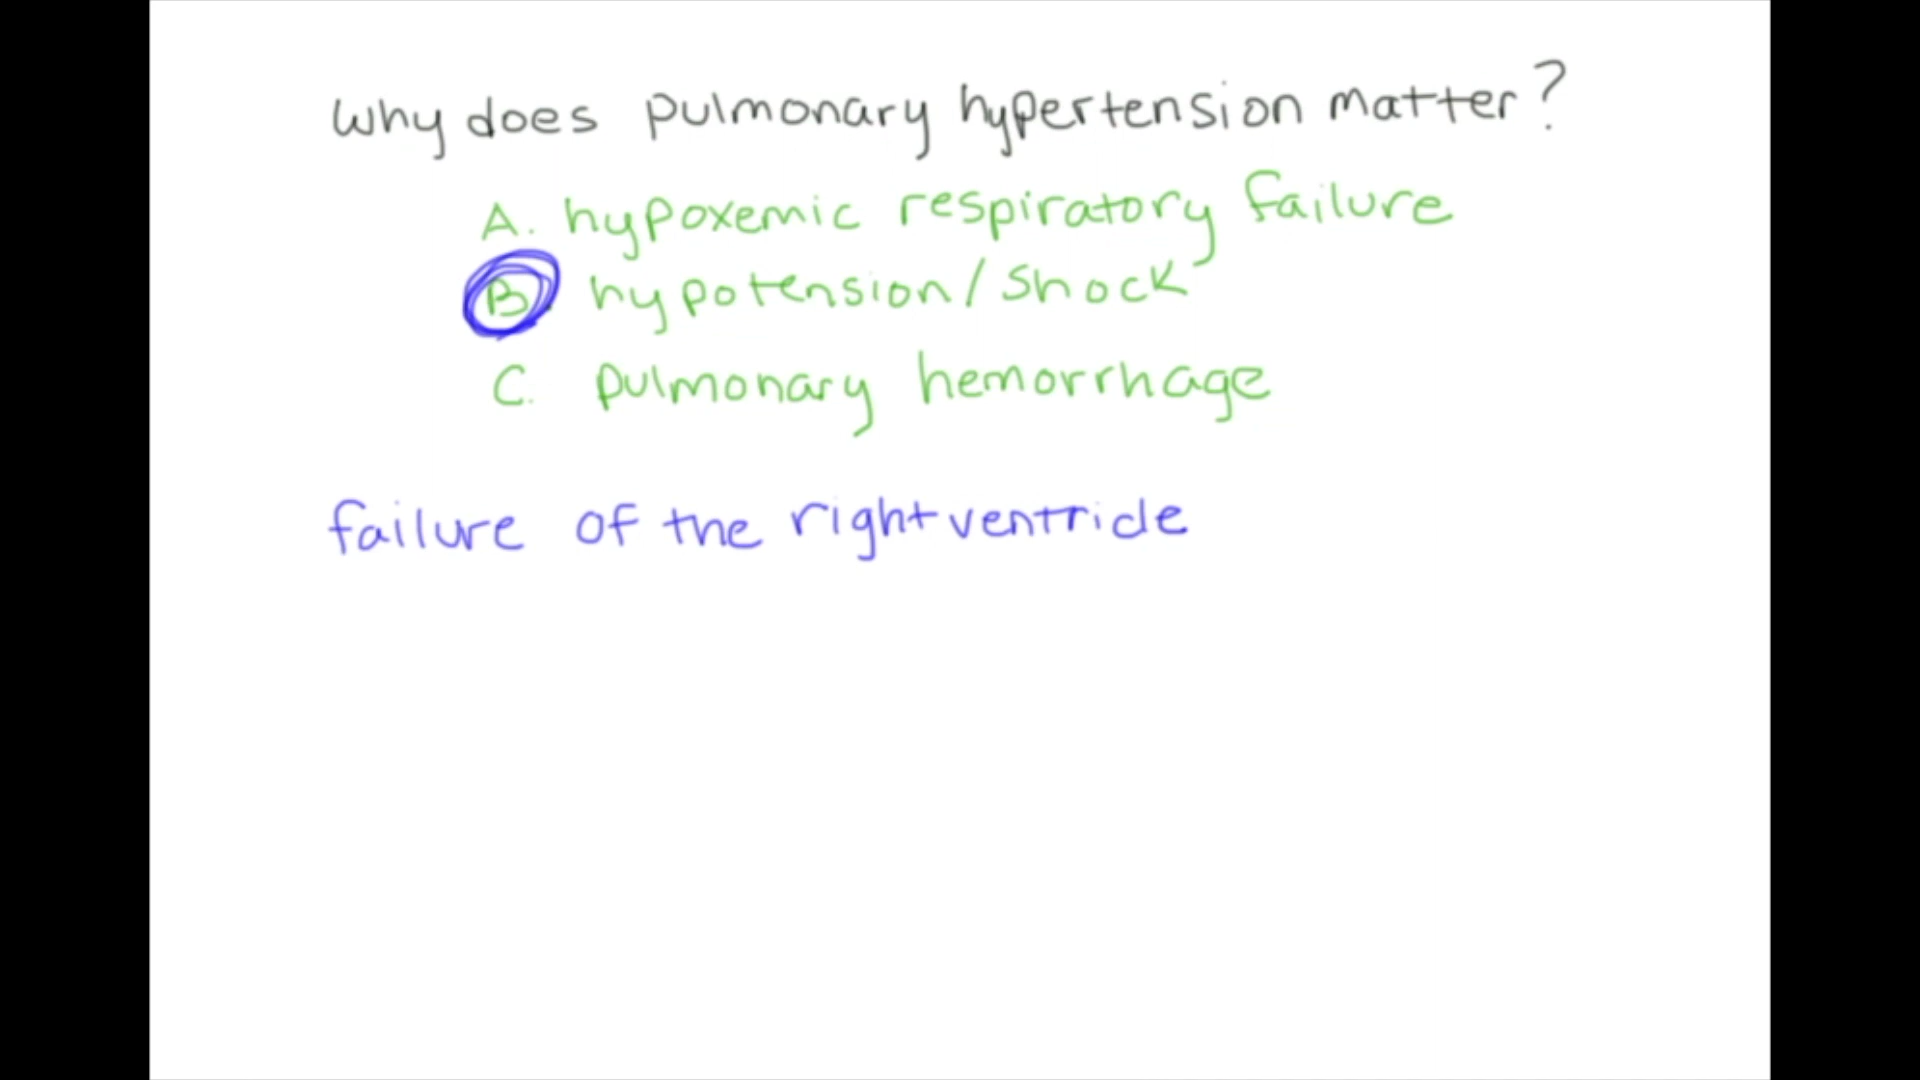 Why does pulmonary hypertension matter?
A. hypoxemic respiratory failure
B. hypotension/shock
C. pulmonary hemorrhage
failure of the right ventricle